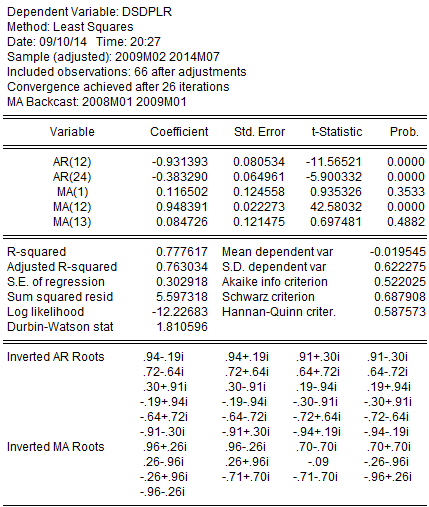 Dependent Variable: DSDPLR
Method: Least Squares
Date: 09/10/14 Time: 20:27
Sample (adjusted): 2009M02 2014M07
Included observations: 66 after adjustments
Convergence achieved after 26 iterations
MA Backcast: 2008M01 2009M01
Variable Coefficient Std. Error t-Statistic Prob.
AR(12) -0.931393 0.080534 -11.56521 0.0000
AR(24) -0.383290 0.064961 -5.900332 0.0000
MA(1) 0.116502 0.124558 0.935326 0.3533
MA(12) 0.948391 0.022273 42.58032 0.0000
MA(13) 0.084726 0.121475 0.697481 0.4882
R-squared 0.777617 Mean dependent var -0.019545
Adjusted R-squared 0.763034 S.D. dependent var 0.622275
S.E. of regression 0.302918 Akaike info criterion 0.522025
Sum squared resid 5.597318 Schwarz criterion 0.687908
Log likelihood -12.22683 Hannan-Quinn criter. 0.587573
Durbin-Watson stat 1.810596
Inverted AR Roots .94-.19i .94+.19i .91+.30i .91-.30i
.72-.64i .72+.64i .64+.72i .64-.72i
.30+.91i .30-.91i .19-.94i .19+.94i
-.19+.94i -.19-.94i -.30-.91i -.30+.91i
-.64+.72i -.64-.72i -.72+.64i -.72-.64i
-.91-.30i -.91+.30i -.94+.19i -.94-.19i
Inverted MA Roots .96+.26i .96-.26i .70-.70i .70+.70i
.26-.96i .26+.96i -.09 -.26-.96i
-.26+.96i -.71+.70i -.71-.70i -.96+.26i
-.96-.26i